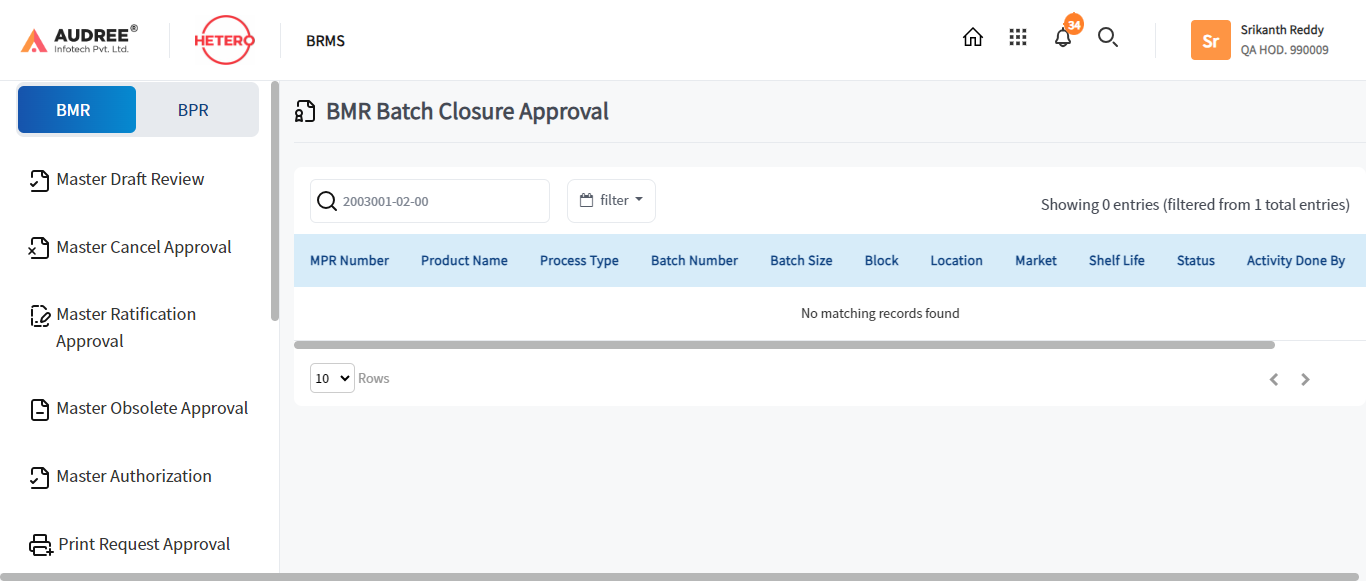 AUDREE®
Infotech Pvt. Ltd.
HETERO
BRMS
34
Sr
Srikanth Reddy
QA HOD. 990009
BMR
BPR
Master Draft Review
Master Cancel Approval
Master Ratification
Approval
Master Obsolete Approval
Master Authorization
Print Request Approval
BMR Batch Closure Approval
2003001-02-00
filter
Showing 0 entries (filtered from 1 total entries)
MPR Number Product Name Process Type Batch Number Batch Size Block Location Market Shelf Life Status Activity Done By
No matching records found
10 Rows